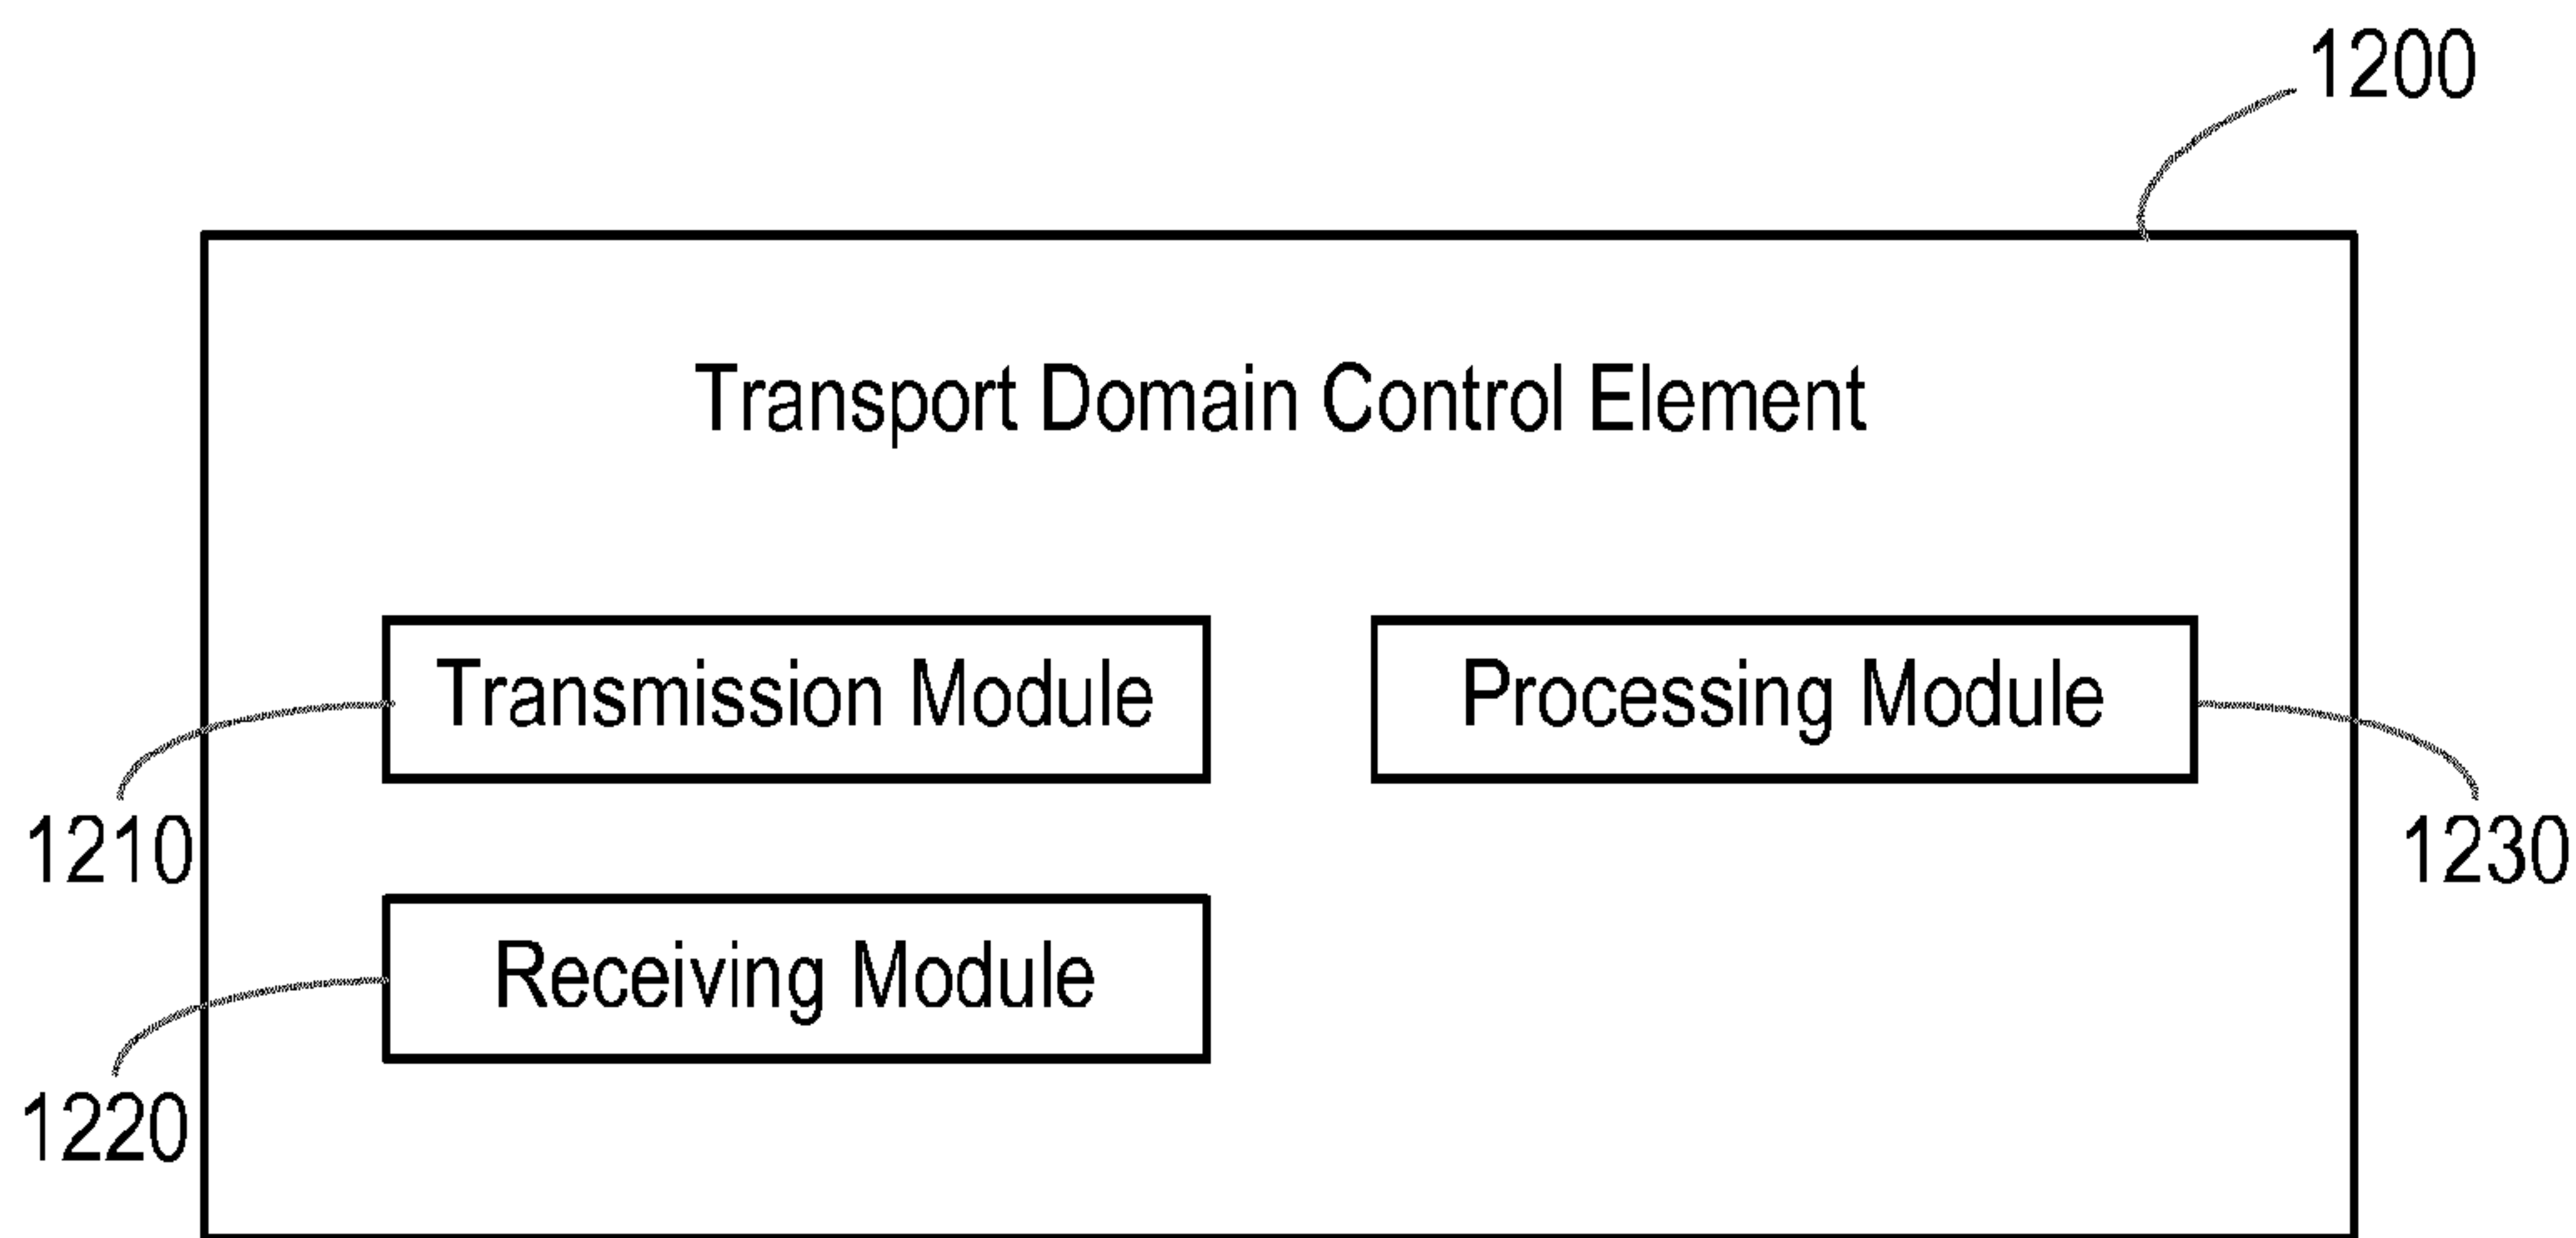 1200
Transport Domain Control Element
Transmission Module
Processing Module
1210
1230
Receiving Module
1220